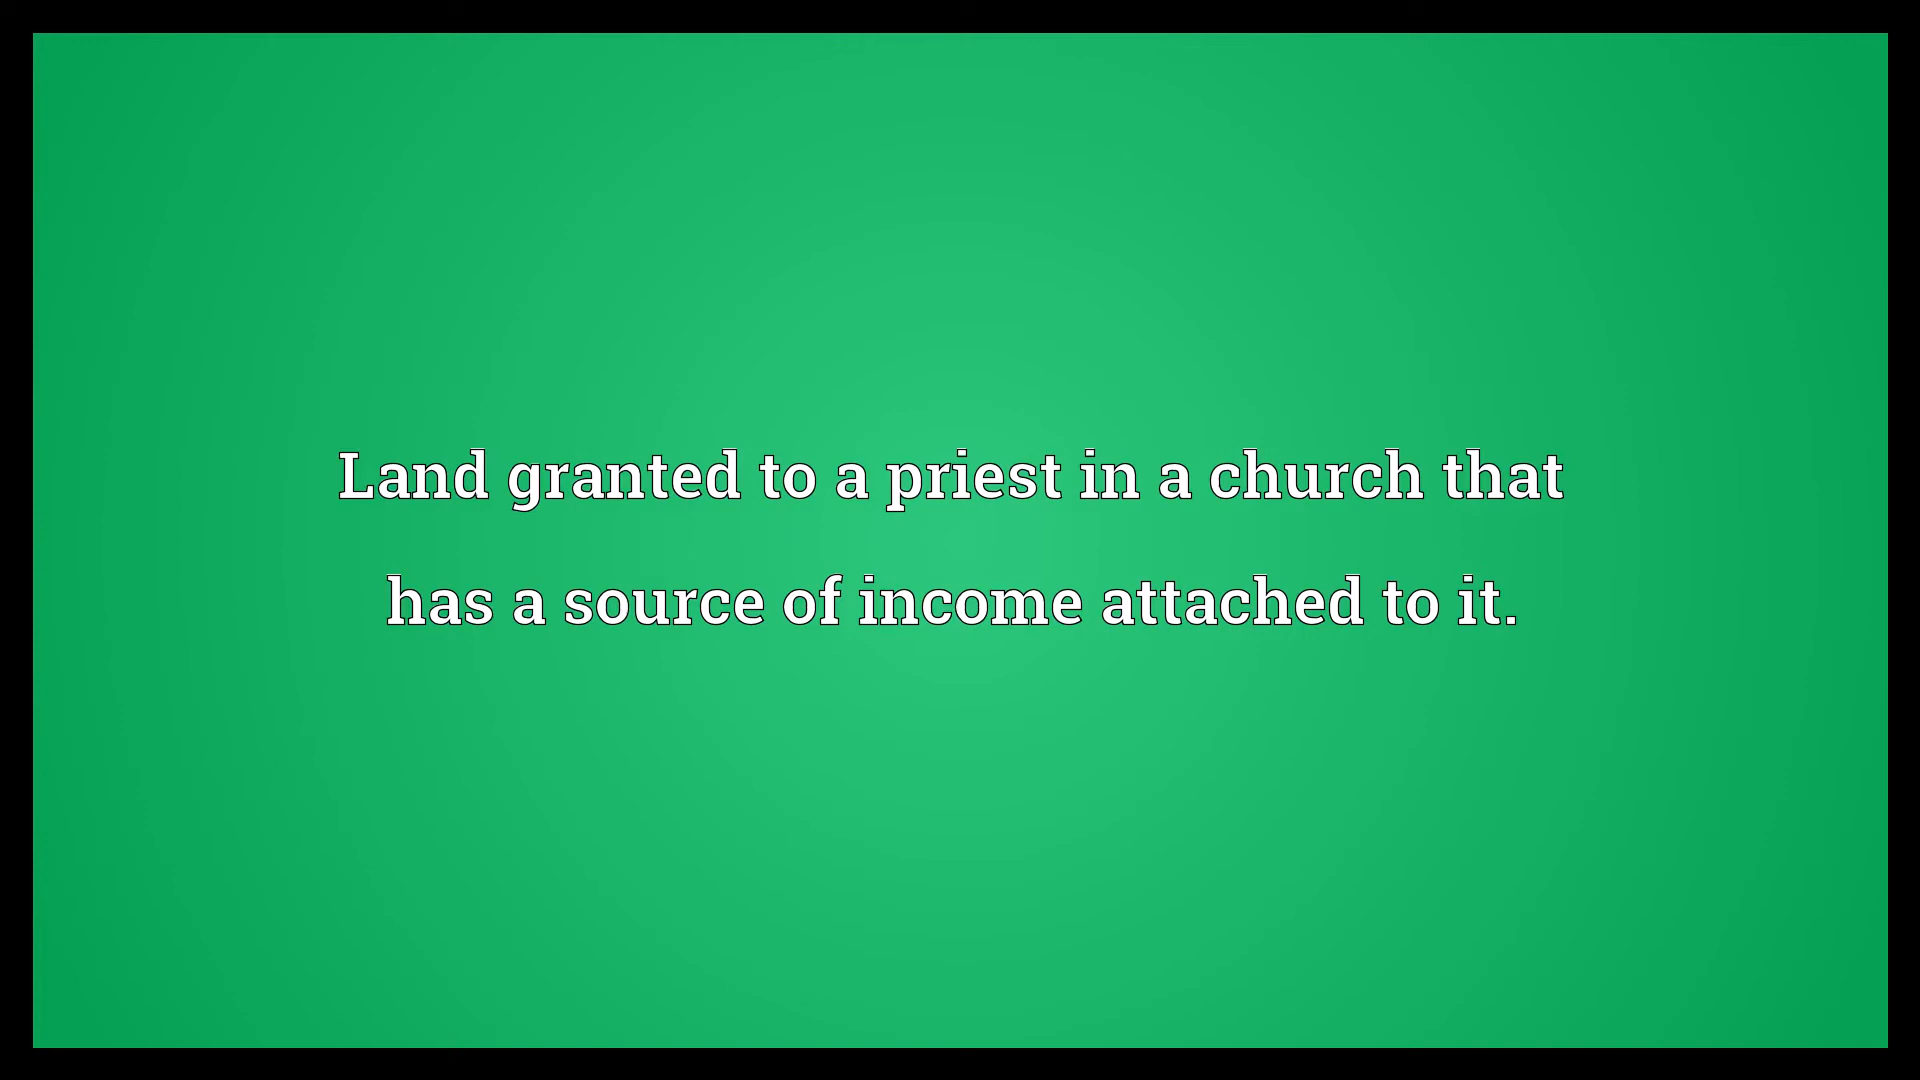 Land granted to a priest in a church that
has a source of income attached to it.